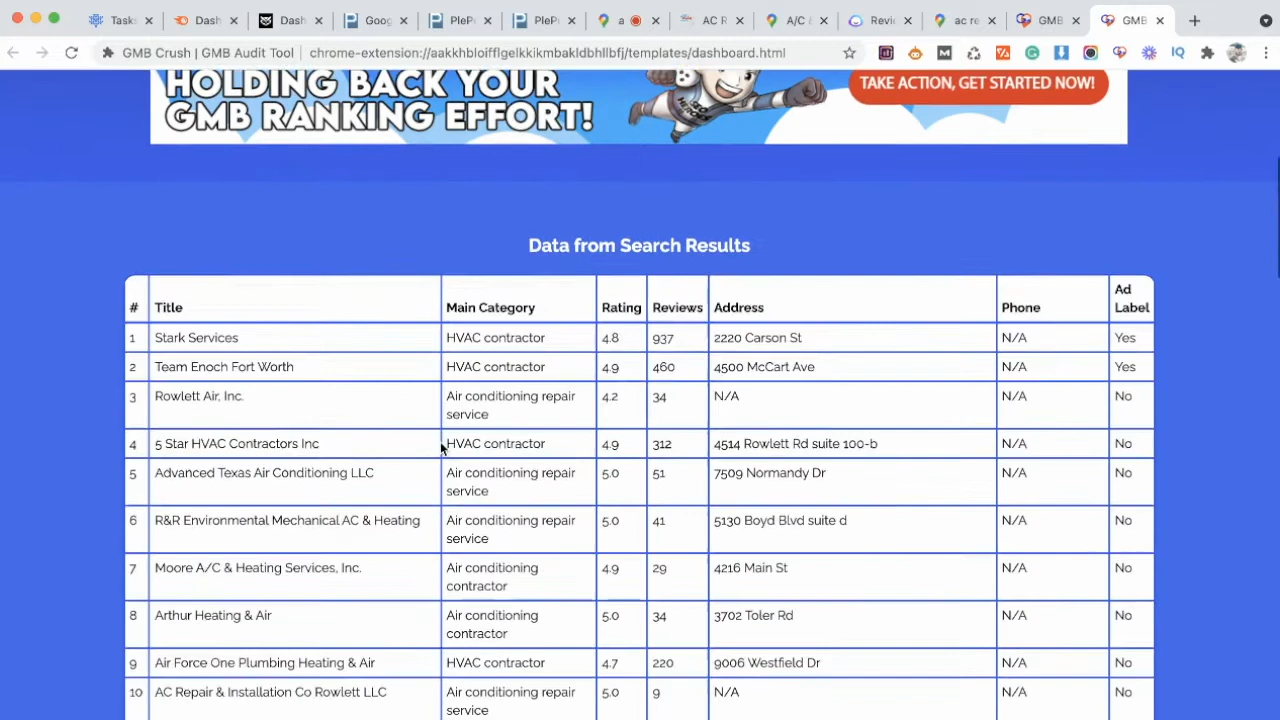 Tasks Dash Dash Goog PlePe PlePe a AC R A/C & Revie ac re GMB GMB
GMB Crush | GMB Audit Tool chrome-extension://aakkhbloifflgelkkikmbakldbhllbfj/templates/dashboard.html
HOLDING BACK YOUR
GMB RANKING EFFORT!
TAKE ACTION, GET STARTED NOW!
Data from Search Results
# Title Main Category Rating Reviews Address Phone Ad Label
1 Stark Services HVAC contractor 4.8 937 2220 Carson St N/A Yes
2 Team Enoch Fort Worth HVAC contractor 4.9 460 4500 McCart Ave N/A Yes
3 Rowlett Air, Inc. Air conditioning repair service 4.2 34 N/A N/A No
4 5 Star HVAC Contractors Inc HVAC contractor 4.9 312 4514 Rowlett Rd suite 100-b N/A No
5 Advanced Texas Air Conditioning LLC Air conditioning repair service 5.0 51 7509 Normandy Dr N/A No
6 R&R Environmental Mechanical AC & Heating Air conditioning repair service 5.0 41 5130 Boyd Blvd suite d N/A No
7 Moore A/C & Heating Services, Inc. Air conditioning contractor 4.9 29 4216 Main St N/A No
8 Arthur Heating & Air Air conditioning contractor 5.0 34 3702 Toler Rd N/A No
9 Air Force One Plumbing Heating & Air HVAC contractor 4.7 220 9006 Westfield Dr N/A No
10 AC Repair & Installation Co Rowlett LLC Air conditioning repair service 5.0 9 N/A N/A No